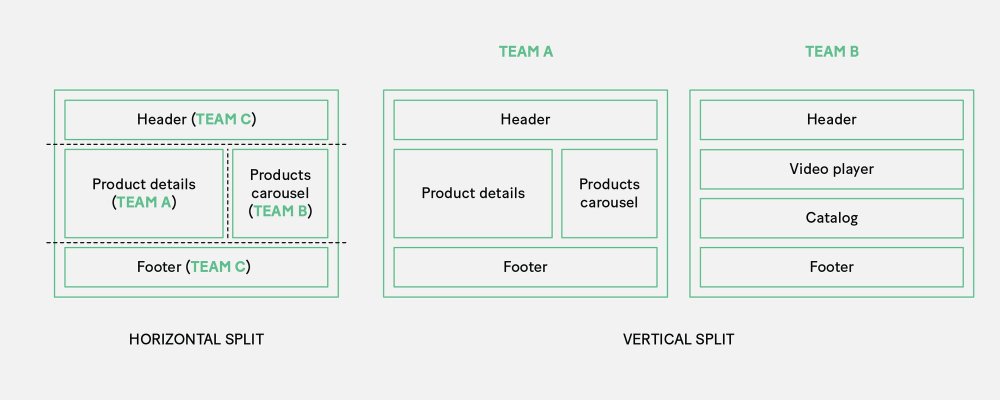 TEAM A
TEAM B
Header (TEAM C)
Product details
(TEAM A)
Products
carousel
(TEAM B)
Footer (TEAM C)
HORIZONTAL SPLIT
Header
Product details
Products
carousel
Footer
Header
Video player
Catalog
Footer
VERTICAL SPLIT